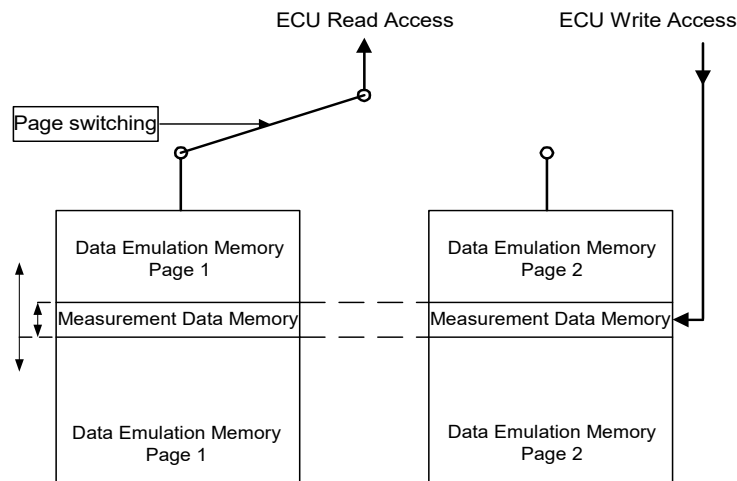 ECU Read Access
ECU Write Access
Page switching
Data Emulation Memory
Page 1
Data Emulation Memory
Page 2
Measurement Data Memory
Measurement Data Memory
Data Emulation Memory
Page 1
Data Emulation Memory
Page 2